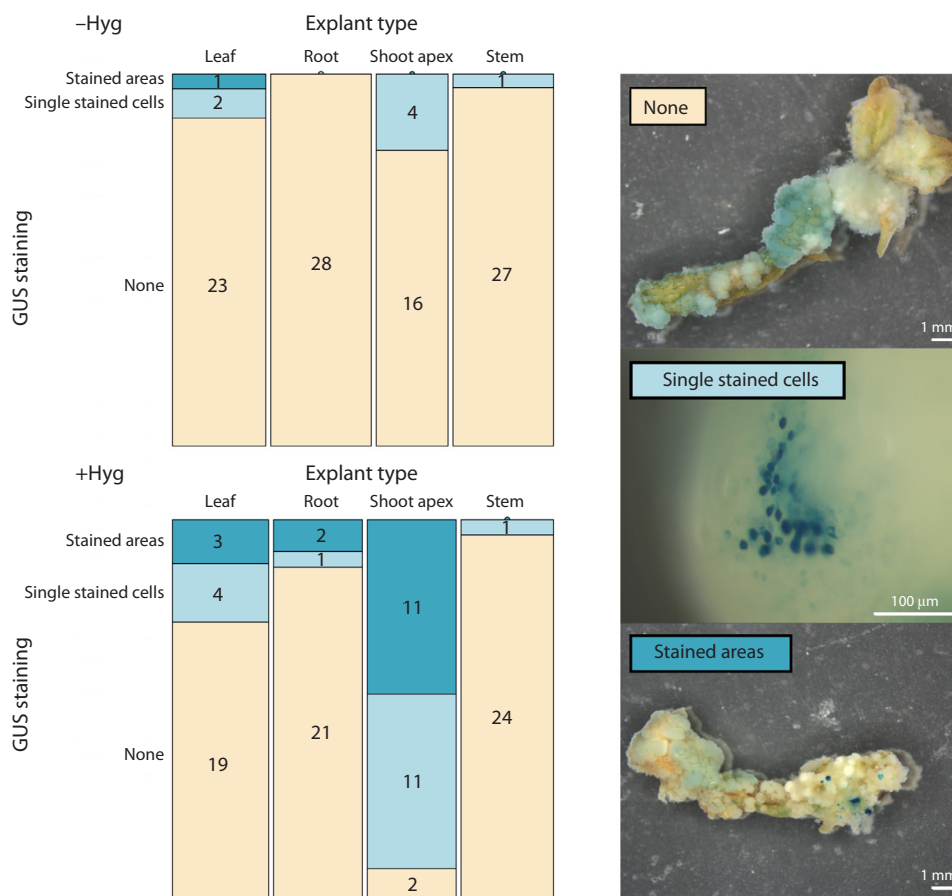 –Hyg
Explant type
Leaf Root Shoot apex Stem
Stained areas 1 1
Single stained cells 2 4
None 23 28 16 27
GUS staining
+Hyg
Explant type
Leaf Root Shoot apex Stem
Stained areas 3 2 11 1
Single stained cells 4 1 11
None 19 21 2 24
GUS staining
None
1 mm
Single stained cells
100 μm
Stained areas
1 mm